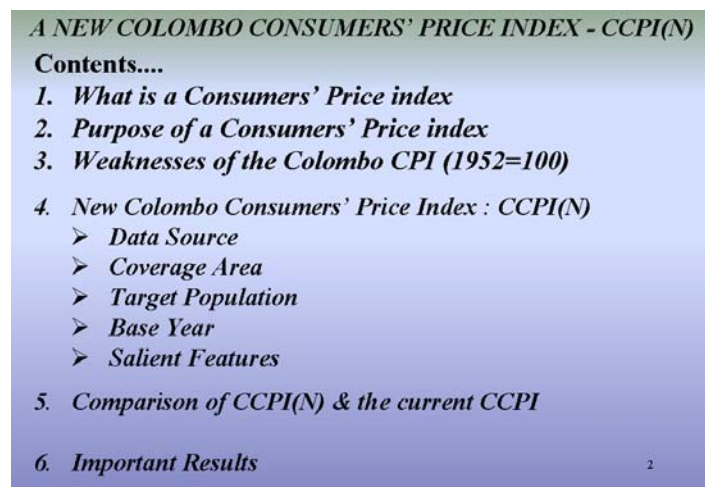 A NEW COLOMBO CONSUMERS’ PRICE INDEX - CCPI(N)
Contents....
1. What is a Consumers’ Price index
2. Purpose of a Consumers’ Price index
3. Weaknesses of the Colombo CPI (1952=100)
4. New Colombo Consumers’ Price Index : CCPI(N)
➢ Data Source
➢ Coverage Area
➢ Target Population
➢ Base Year
➢ Salient Features
5. Comparison of CCPI(N) & the current CCPI
6. Important Results
2